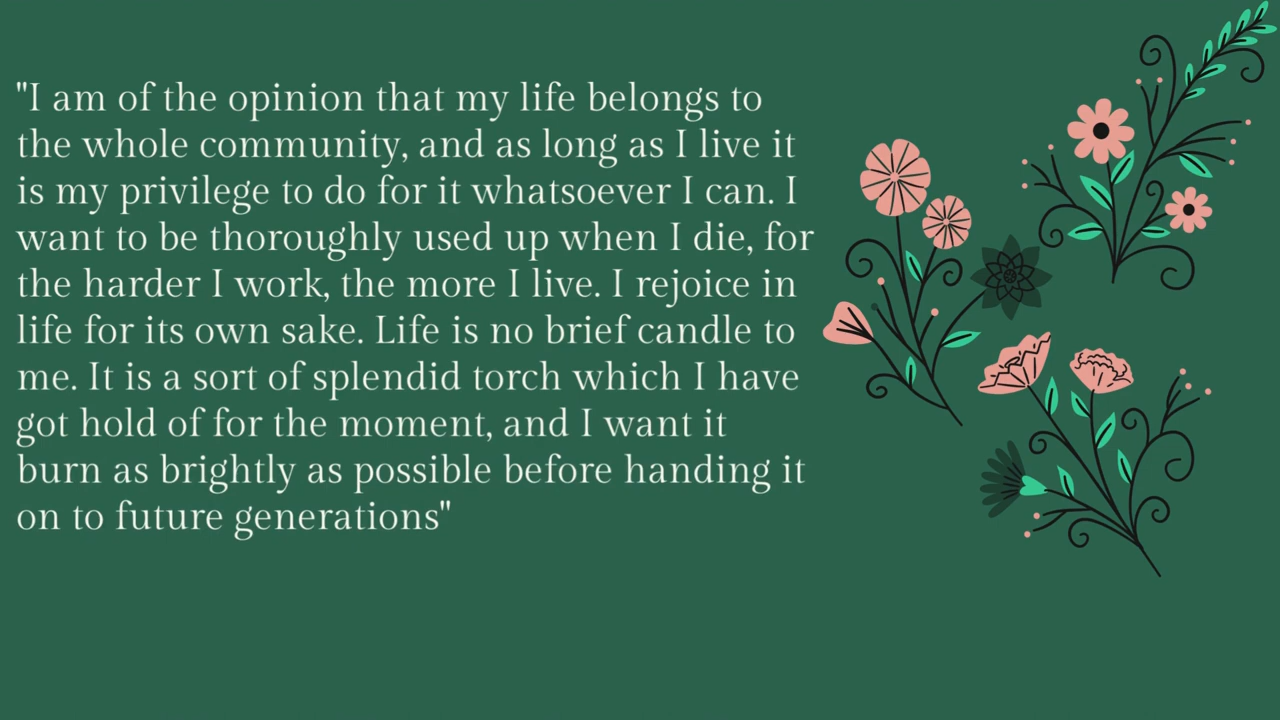 "I am of the opinion that my life belongs to
the whole community, and as long as I live it
is my privilege to do for it whatsoever I can. I
want to be thoroughly used up when I die, for
the harder I work, the more I live. I rejoice in
life for its own sake. Life is no brief candle to
me. It is a sort of splendid torch which I have
got hold of for the moment, and I want it
burn as brightly as possible before handing it
on to future generations"